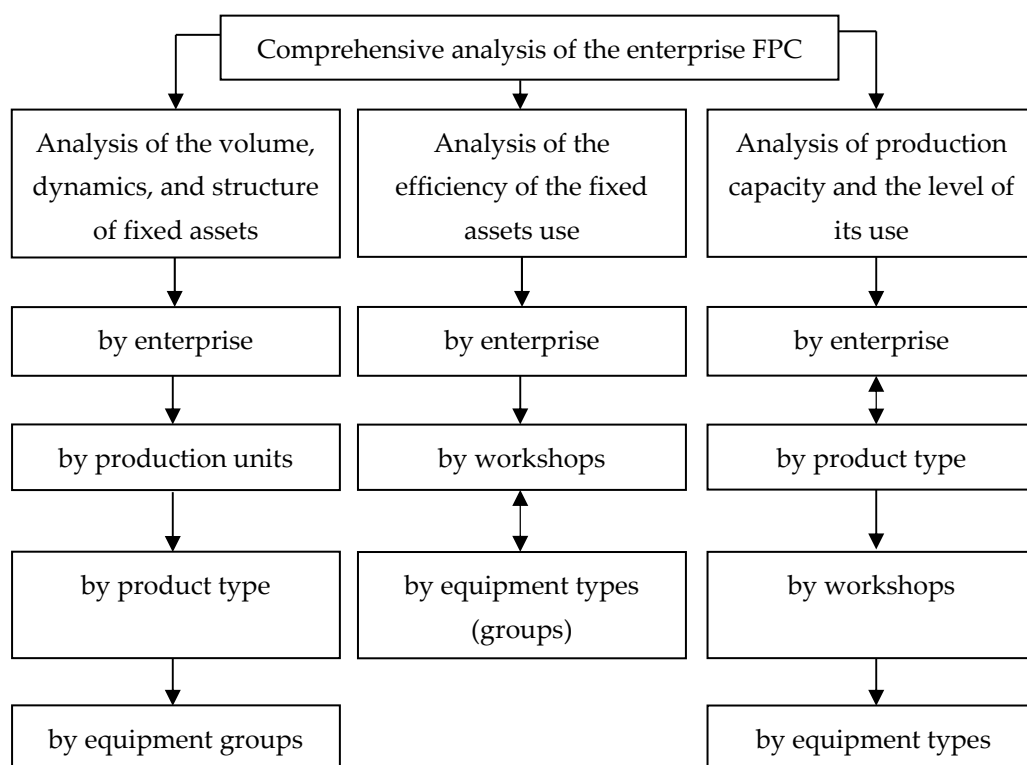 Comprehensive analysis of the enterprise FPC
Analysis of the volume,
dynamics, and structure
of fixed assets
Analysis of the
efficiency of the fixed
assets use
Analysis of production
capacity and the level of
its use
by enterprise
by enterprise
by enterprise
by production units
by workshops
by product type
by product type
by equipment types
(groups)
by workshops
by equipment groups
by equipment types